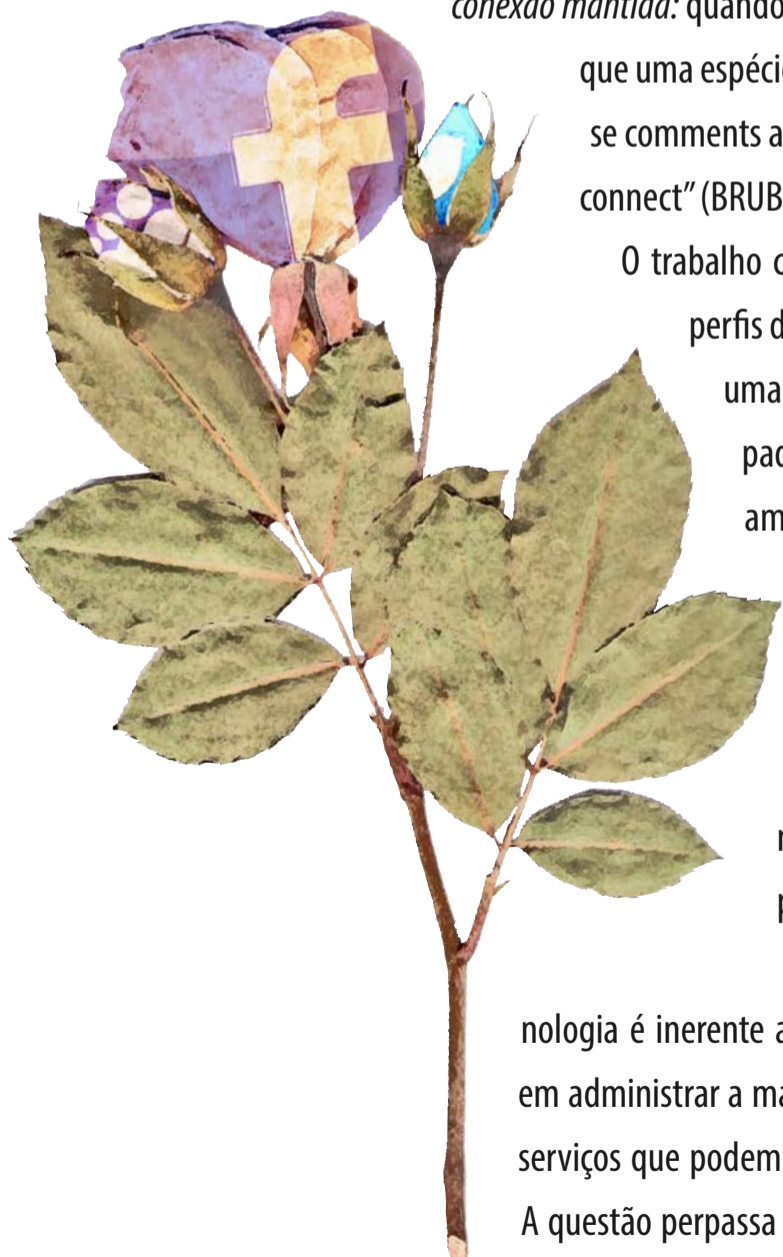 conexão mantida: quando
que uma espécie
se comments a
connect” (BRUB
O trabalho c
perfis d
uma
pad
am
nologia é inerente a
em administrar a ma
serviços que podem
A questão perpassa